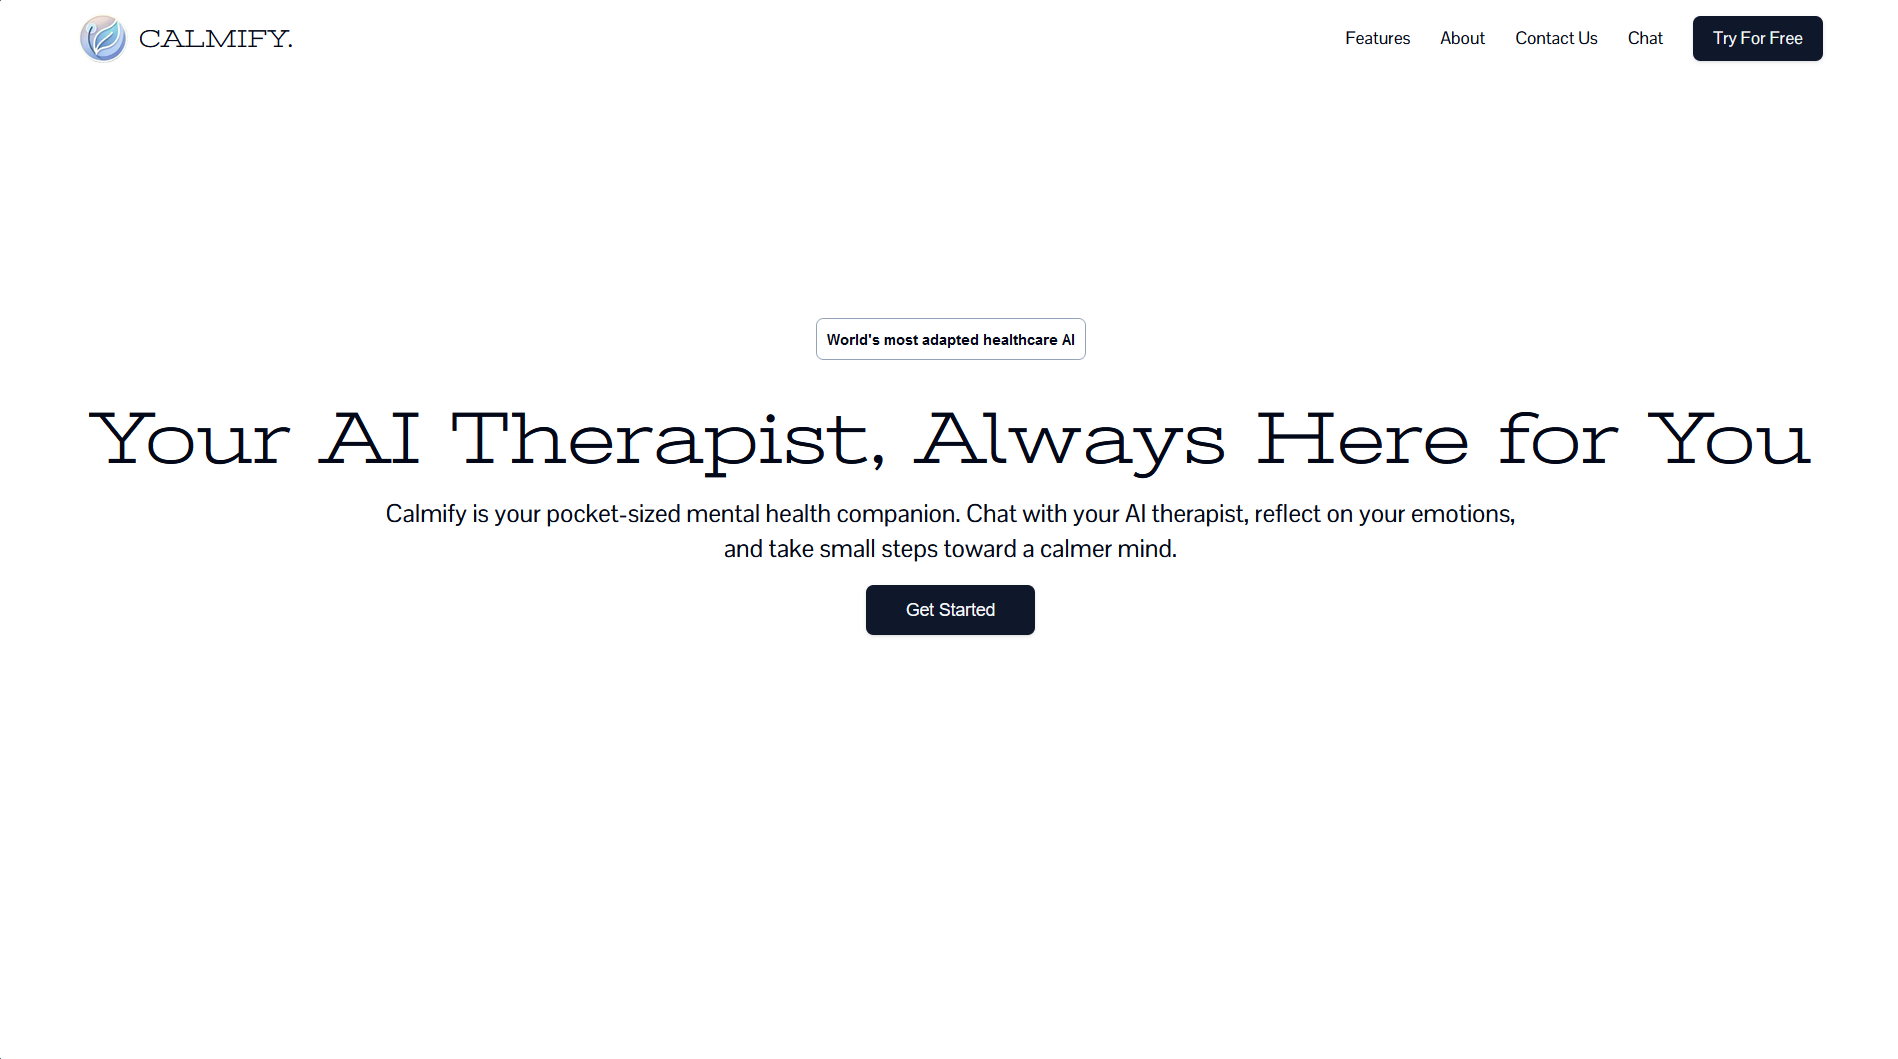 CALMIFY.
Features
About
Contact Us
Chat
Try For Free
World's most adapted healthcare AI
Your AI Therapist, Always Here for You
Calmify is your pocket-sized mental health companion. Chat with your AI therapist, reflect on your emotions,
and take small steps toward a calmer mind.
Get Started